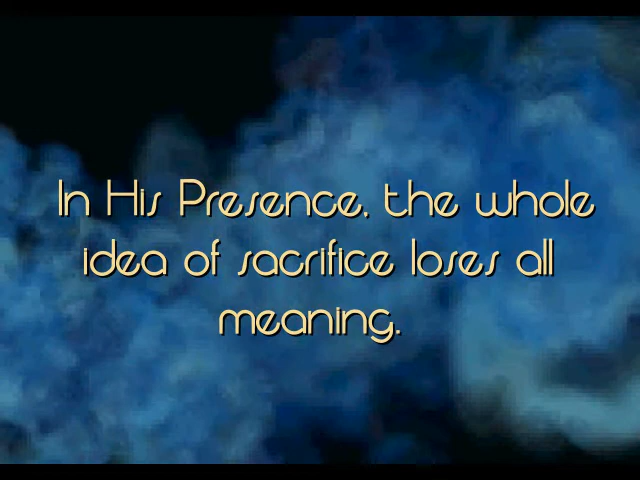 In His Presence, the whole
idea of sacrifice loses all
meaning.